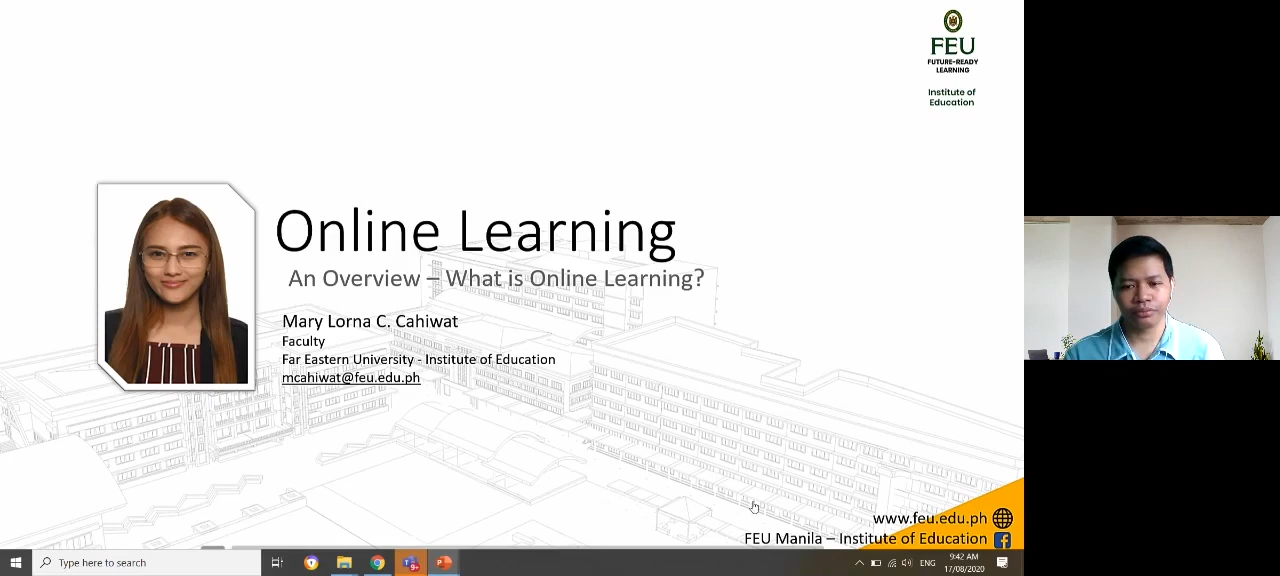 FEU
FUTURE-READY
LEARNING
Institute of
Education
Online Learning
An Overview – What is Online Learning?
Mary Lorna C. Cahiwat
Faculty
Far Eastern University - Institute of Education
mcahiwat@feu.edu.ph
www.feu.edu.ph
FEU Manila – Institute of Education
Type here to search
9+
ENG
9:42 AM
17/08/2020